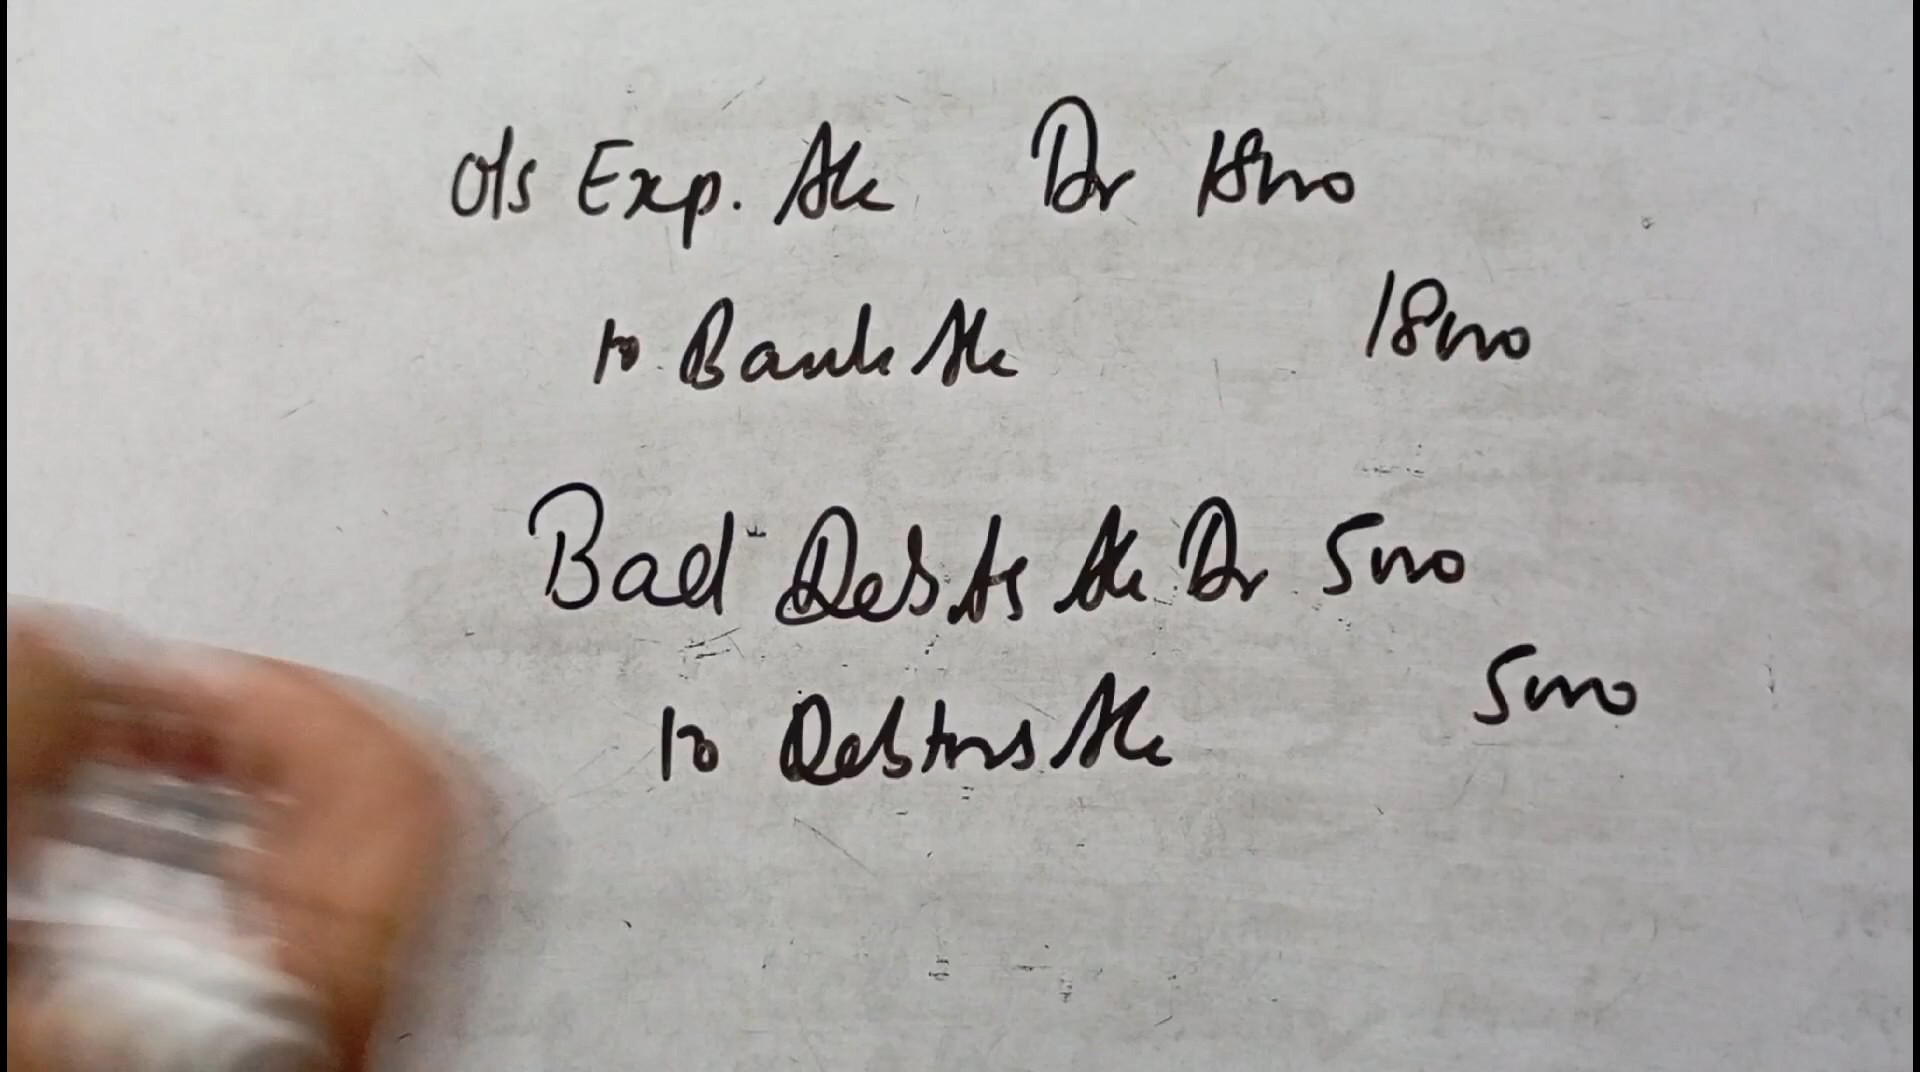 O/s Exp. A/c Dr 18000
to Bank A/c 18000
Bad Debts A/c Dr 5000
to Debtors A/c 5000